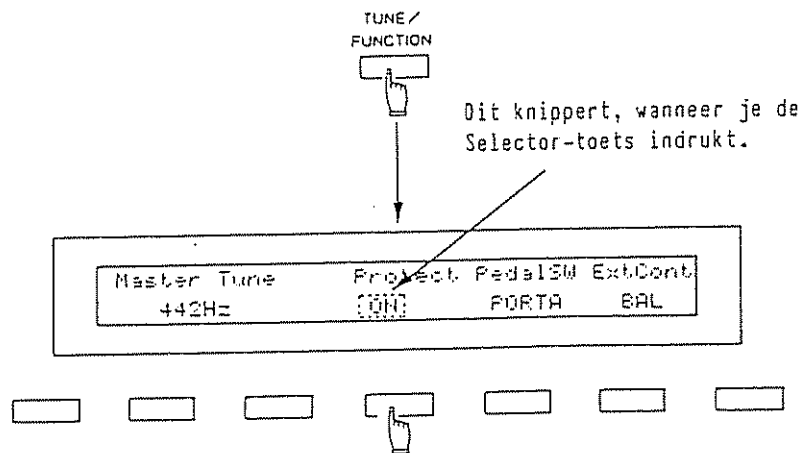 TUNE/
FUNCTION
Dit knippert, wanneer je de
Selector-toets indrukt.
Master Tune Protect PedalSW ExtCont
442Hz [ON] PORTA BAL